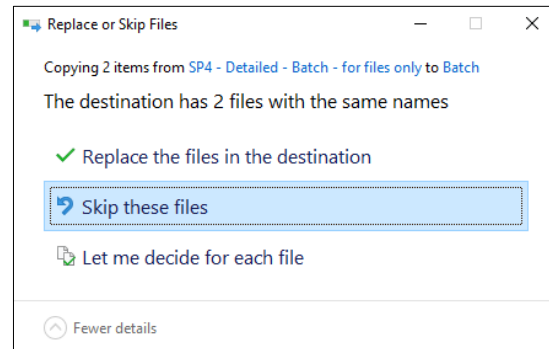 Replace or Skip Files
Copying 2 items from SP4 - Detailed - Batch - for files only to Batch
The destination has 2 files with the same names
Replace the files in the destination
Skip these files
Let me decide for each file
Fewer details